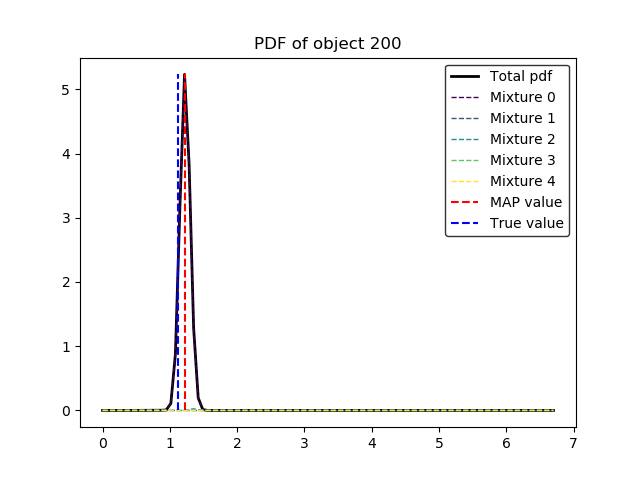 PDF of object 200
Total pdf
Mixture 0
Mixture 1
Mixture 2
Mixture 3
Mixture 4
MAP value
True value
5
4
3
2
1
0
0 1 2 3 4 5 6 7